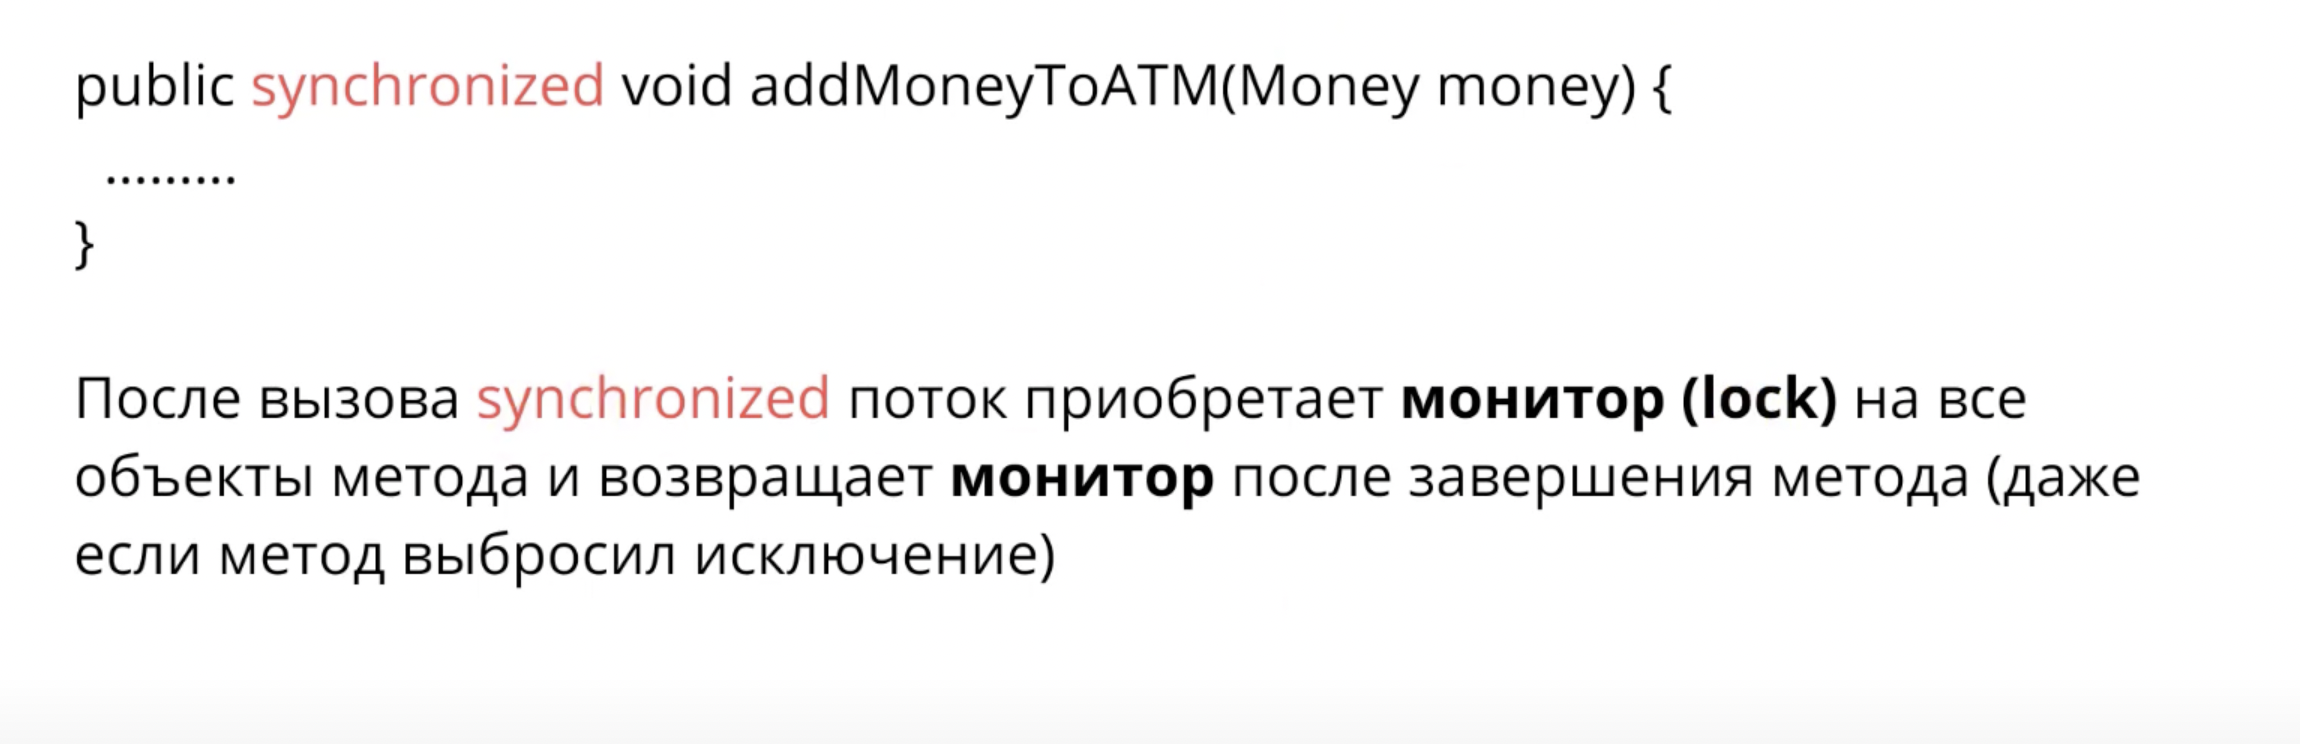 public synchronized void addMoneyToATM(Money money) {
.........
}
После вызова synchronized поток приобретает монитор (lock) на все
объекты метода и возвращает монитор после завершения метода (даже
если метод выбросил исключение)